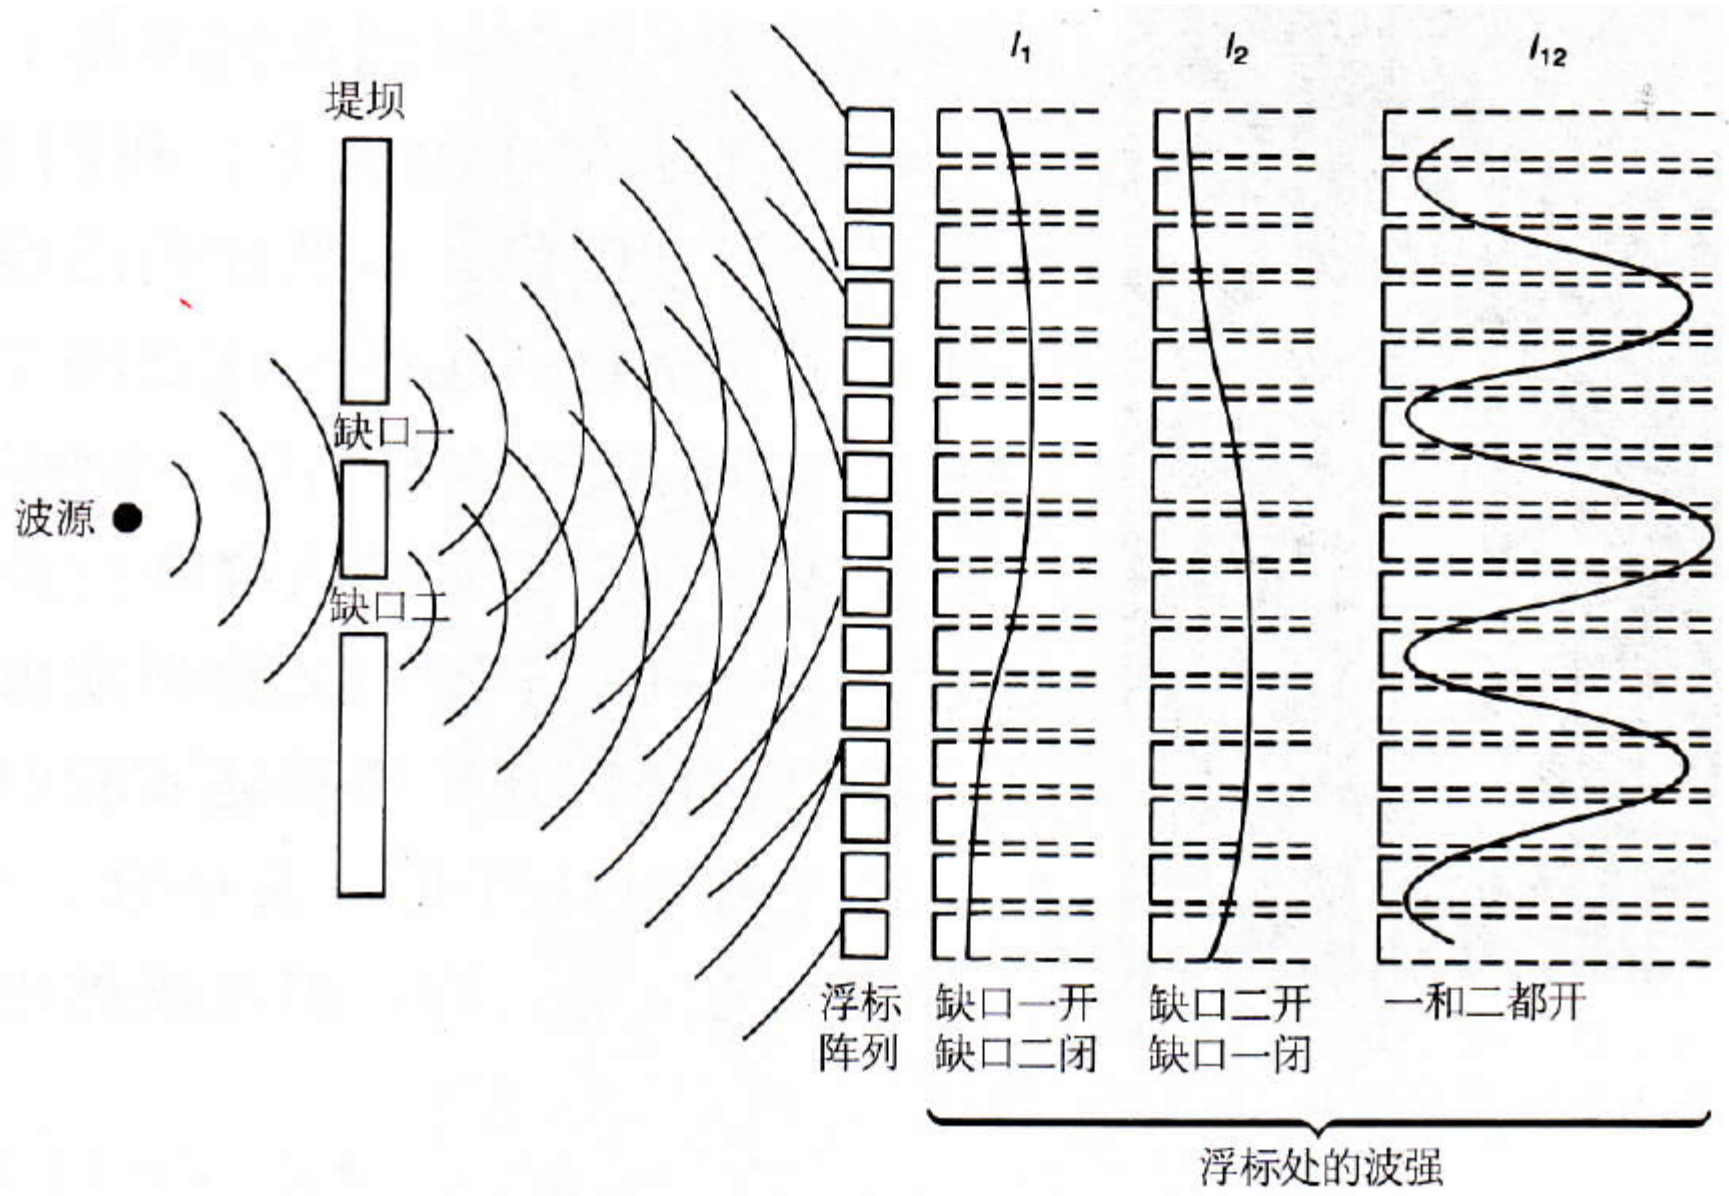 I₁
I₂
I₁₂
堤坝
缺口一
波源
缺口二
浮标
阵列
缺口一开
缺口二闭
缺口二开
缺口一闭
一和二都开
浮标处的波强